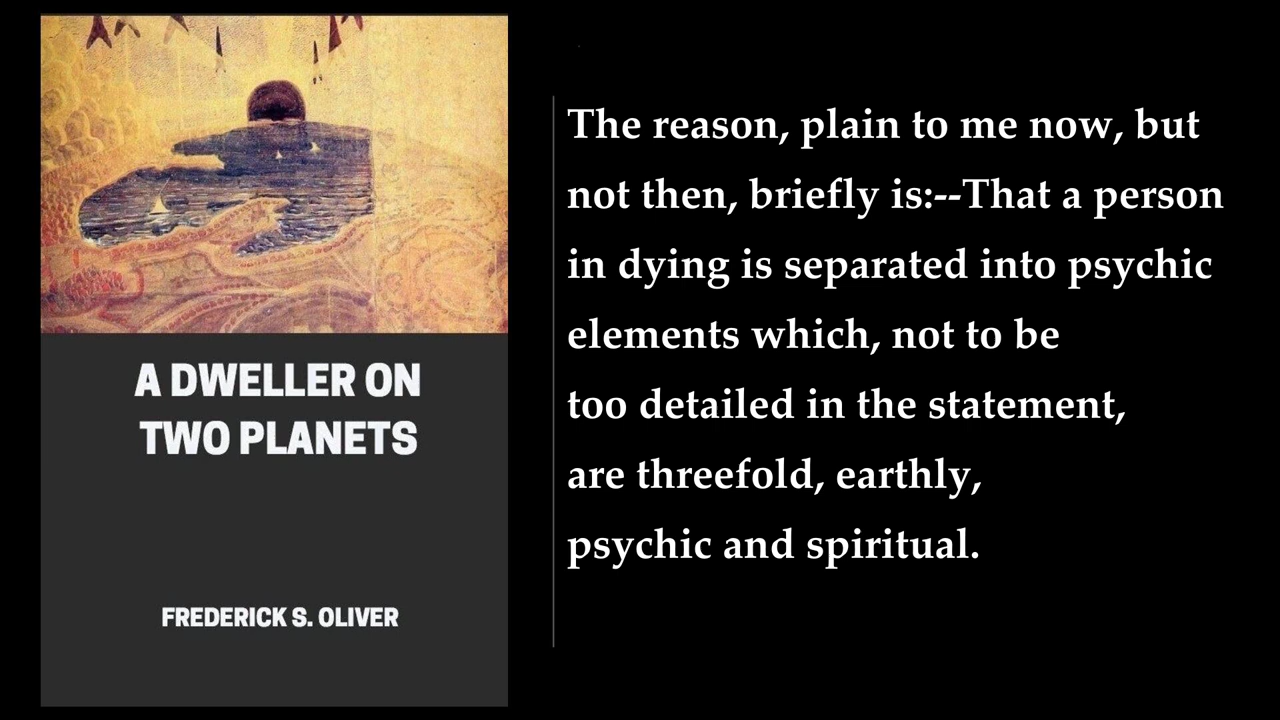 A DWELLER ON
TWO PLANETS
FREDERICK S. OLIVER
The reason, plain to me now, but
not then, briefly is:--That a person
in dying is separated into psychic
elements which, not to be
too detailed in the statement,
are threefold, earthly,
psychic and spiritual.